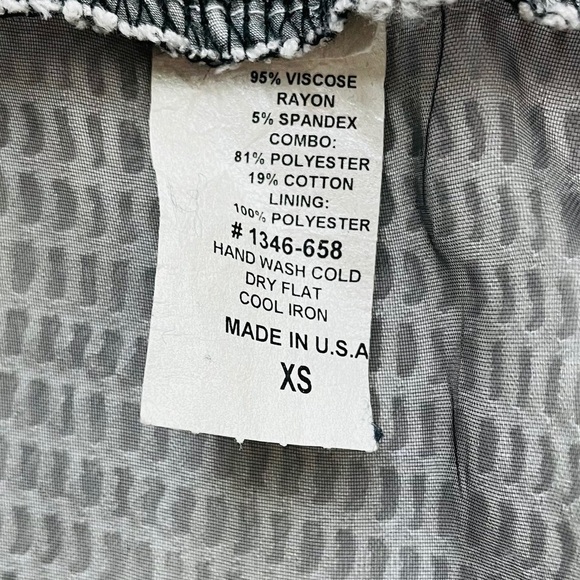 95% VISCOSE
RAYON
5% SPANDEX
COMBO:
81% POLYESTER
19% COTTON
LINING:
100% POLYESTER
# 1346-658
HAND WASH COLD
DRY FLAT
COOL IRON
MADE IN U.S.A
XS